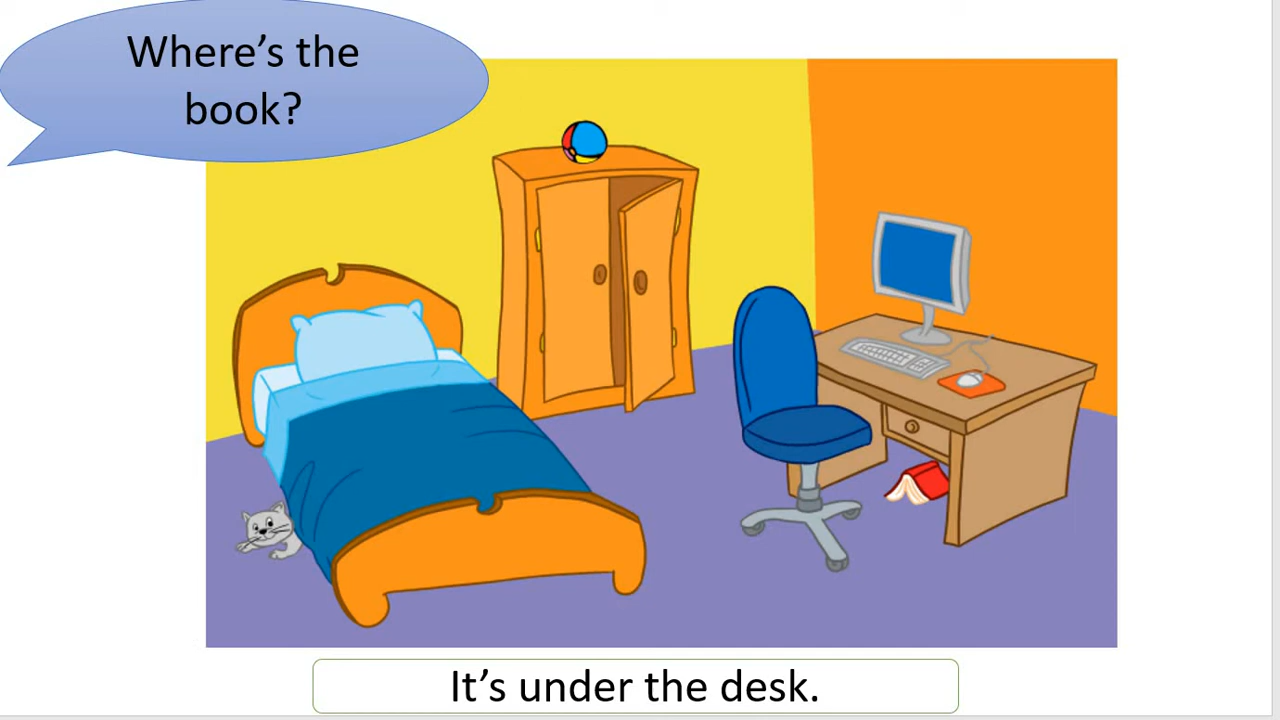 Where’s the
book?
It’s under the desk.